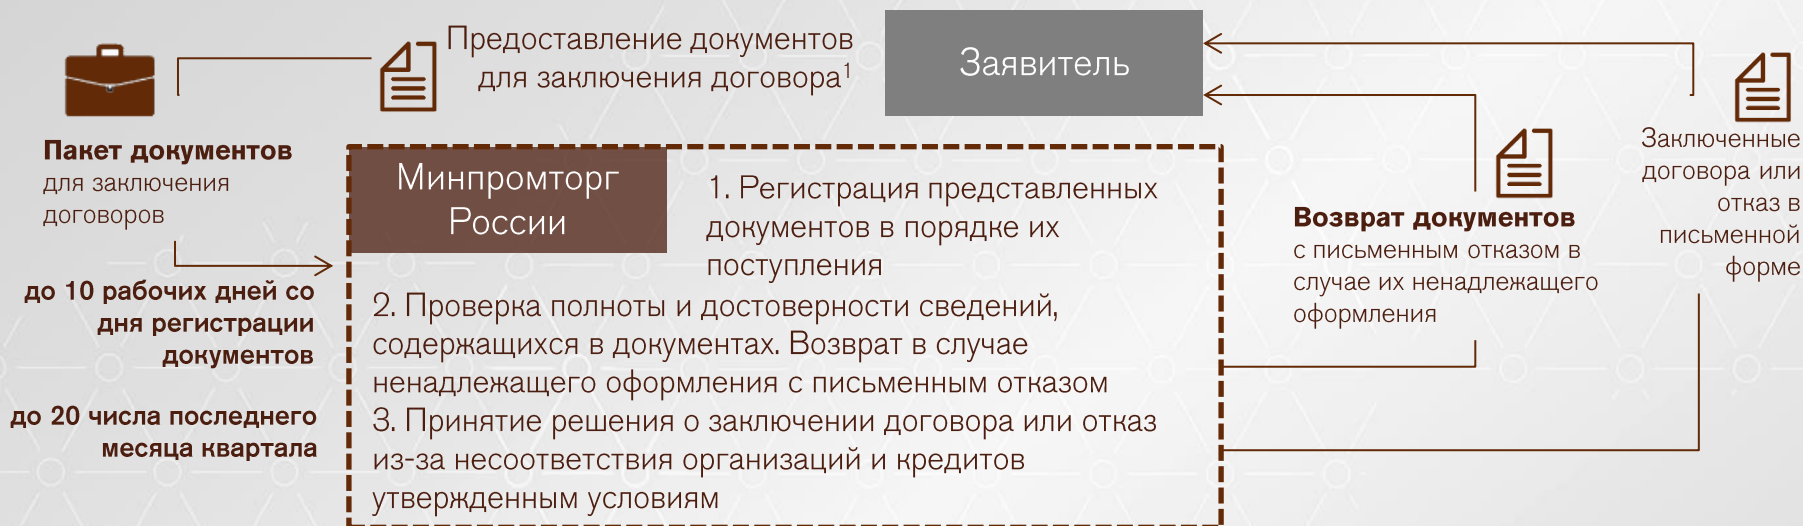 Предоставление документов
для заключения договора1
Заявитель
Пакет документов
для заключения
договоров
до 10 рабочих дней со
дня регистрации
документов
до 20 числа последнего
месяца квартала
Минпромторг
России
1. Регистрация представленных
документов в порядке их
поступления
2. Проверка полноты и достоверности сведений,
содержащихся в документах. Возврат в случае
ненадлежащего оформления с письменным отказом
3. Принятие решения о заключении договора или отказ
из-за несоответствия организаций и кредитов
утвержденным условиям
Возврат документов
с письменным отказом в
случае их ненадлежащего
оформления
Заключенные
договора или
отказ в
письменной
форме